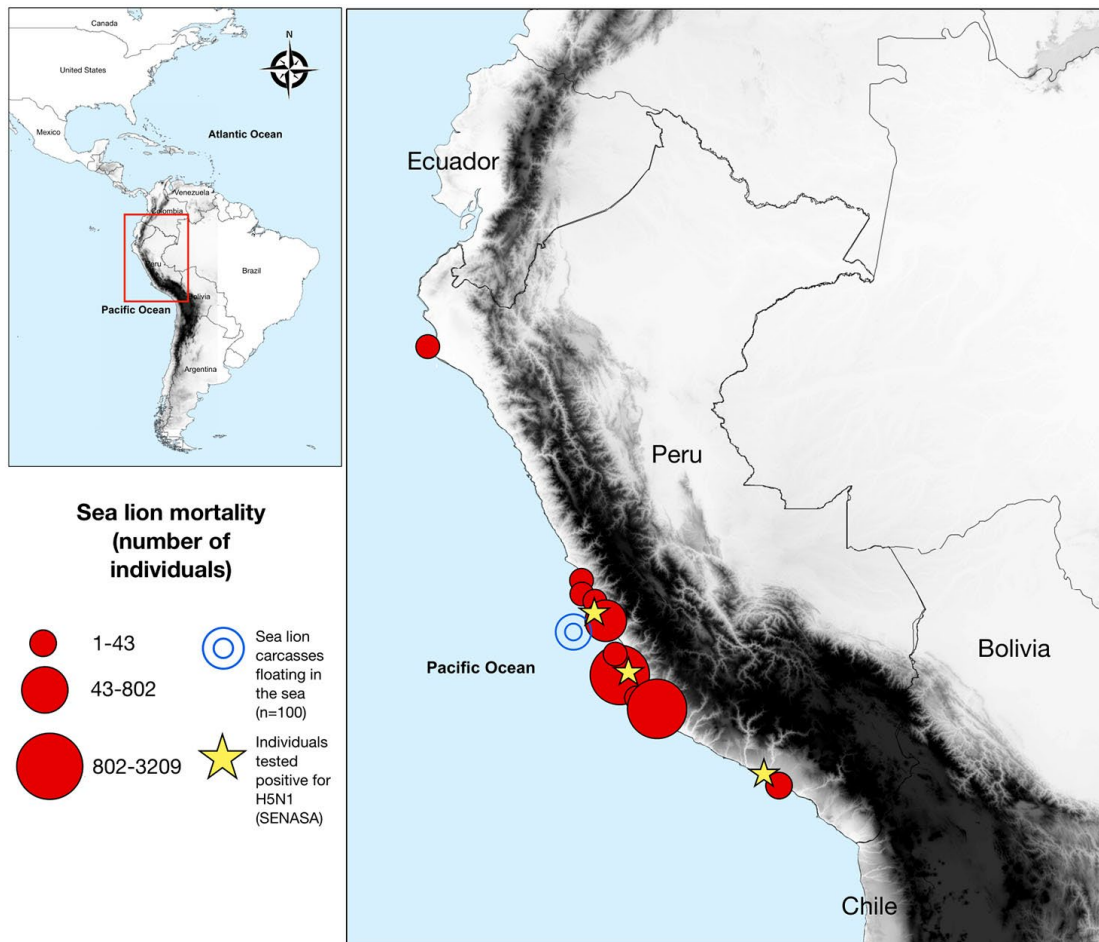 Canada
N
United States
Atlantic Ocean
Mexico
Venezuela
Colombia
Peru
Brazil
Bolivia
Pacific Ocean
Argentina
Ecuador
Peru
Bolivia
Pacific Ocean
Chile
Sea lion mortality
(number of
individuals)
1-43
43-802
802-3209
Sea lion
carcasses
floating in
the sea
(n=100)
Individuals
tested
positive for
H5N1
(SENASA)